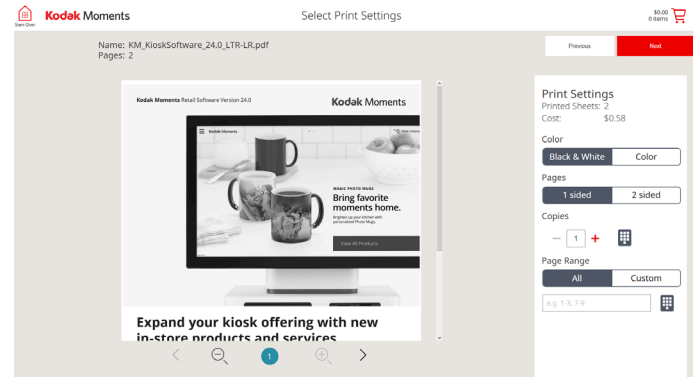 Start Over
Kodak Moments
Select Print Settings
$0.00
0 items
Name: KM_KioskSoftware_24.0_LTR-LR.pdf
Pages: 2
Previous
Next
Kodak Moments Retail Software Version 24.0
Kodak Moments
Kodak Moments
MAGIC PHOTO MUGS
Bring favorite
moments home.
Brighten up your kitchen with
personalized Photo Mugs.
View All Products
Expand your kiosk offering with new
in-store products and services
1
Print Settings
Printed Sheets: 2
Cost: $0.58
Color
Black & White Color
Pages
1 sided 2 sided
Copies
1
Page Range
All Custom
e.g. 1-3, 7-9